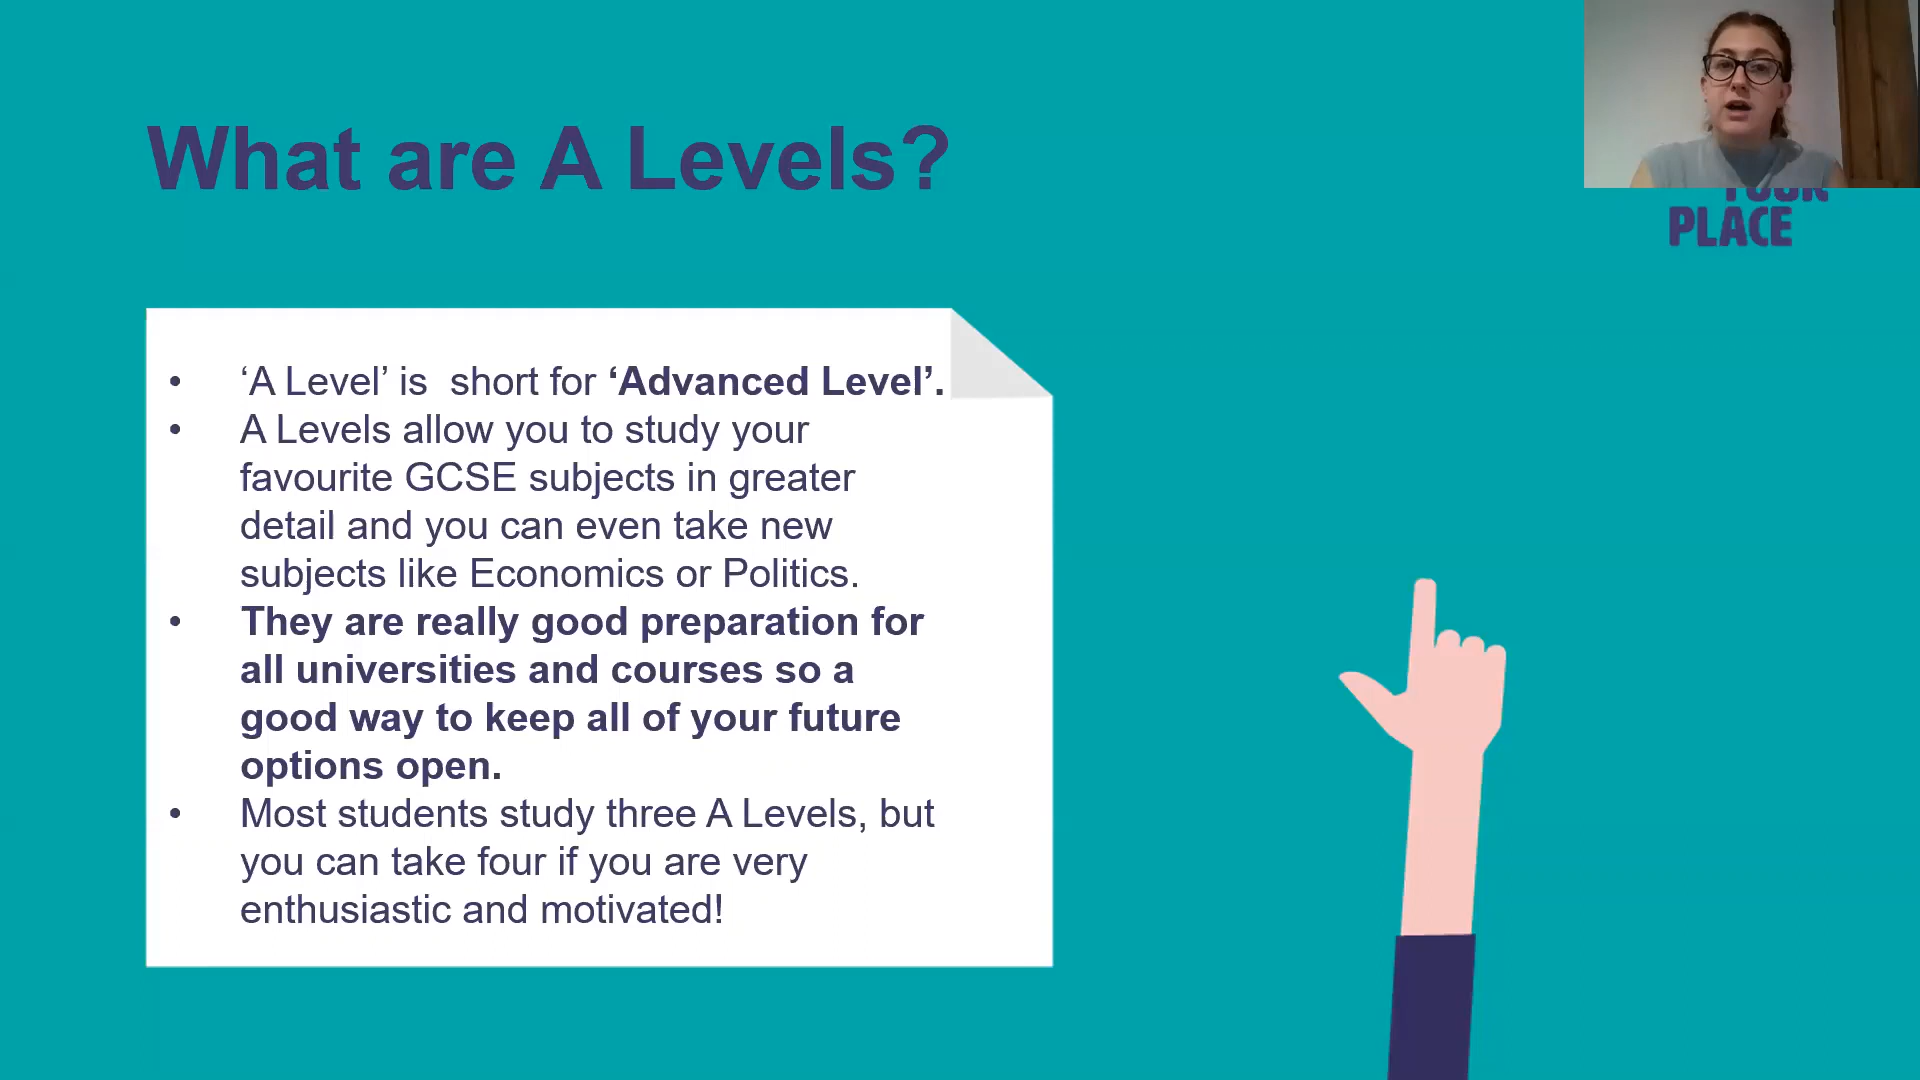 What are A Levels?
PLACE
• ‘A Level’ is  short for ‘Advanced Level’.
• A Levels allow you to study your
favourite GCSE subjects in greater
detail and you can even take new
subjects like Economics or Politics.
• They are really good preparation for
all universities and courses so a
good way to keep all of your future
options open.
• Most students study three A Levels, but
you can take four if you are very
enthusiastic and motivated!